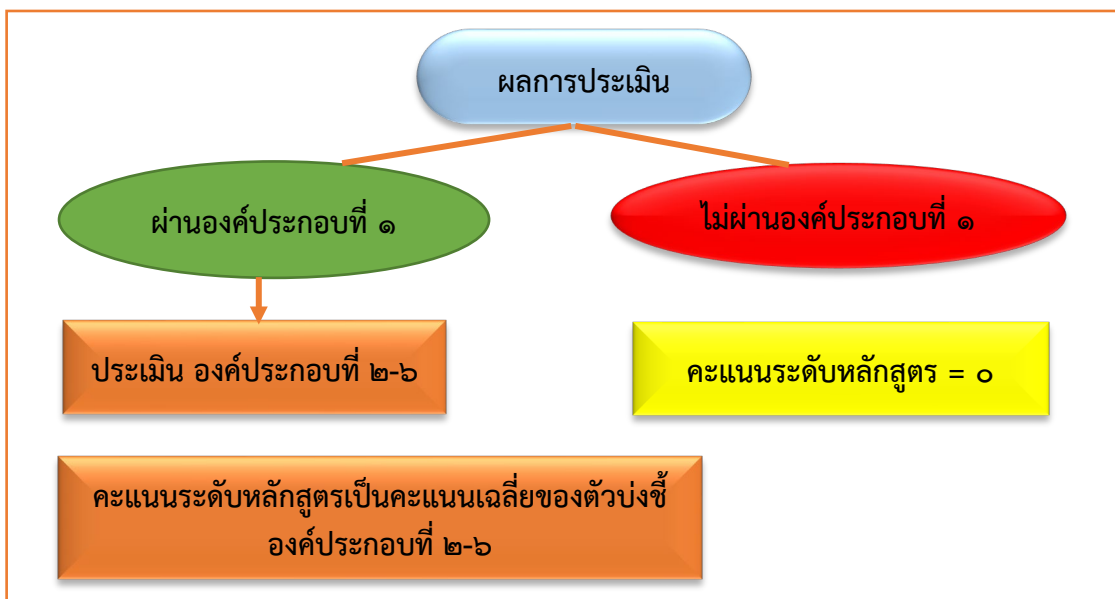 ผลการประเมิน
ผ่านองค์ประกอบที่ ๑
ไม่ผ่านองค์ประกอบที่ ๑
ประเมิน องค์ประกอบที่ ๒-๖
คะแนนระดับหลักสูตร = ๐
คะแนนระดับหลักสูตรเป็นคะแนนเฉลี่ยของตัวบ่งชี้
องค์ประกอบที่ ๒-๖